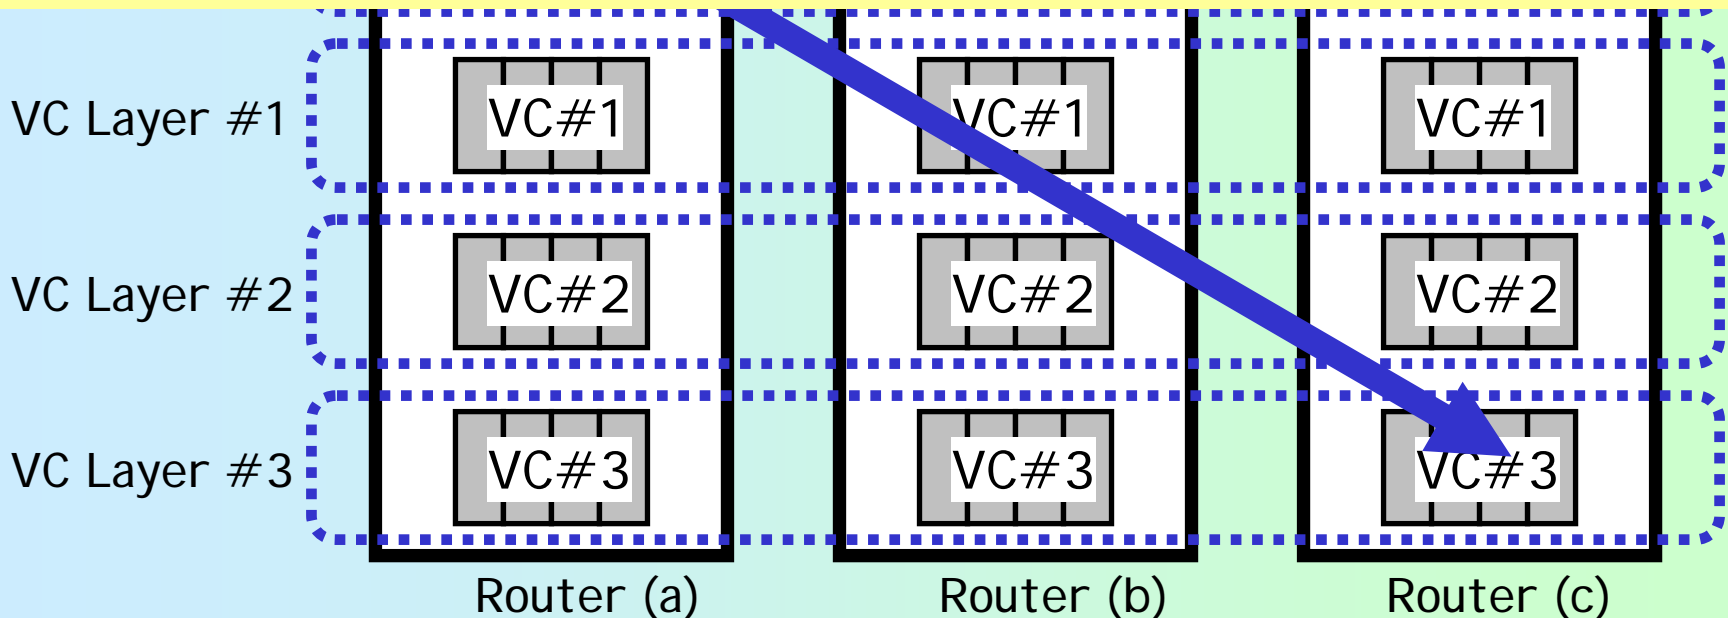 VC Layer #1 VC#1 VC#1 VC#1
VC Layer #2 VC#2 VC#2 VC#2
VC Layer #3 VC#3 VC#3 VC#3
Router (a) Router (b) Router (c)